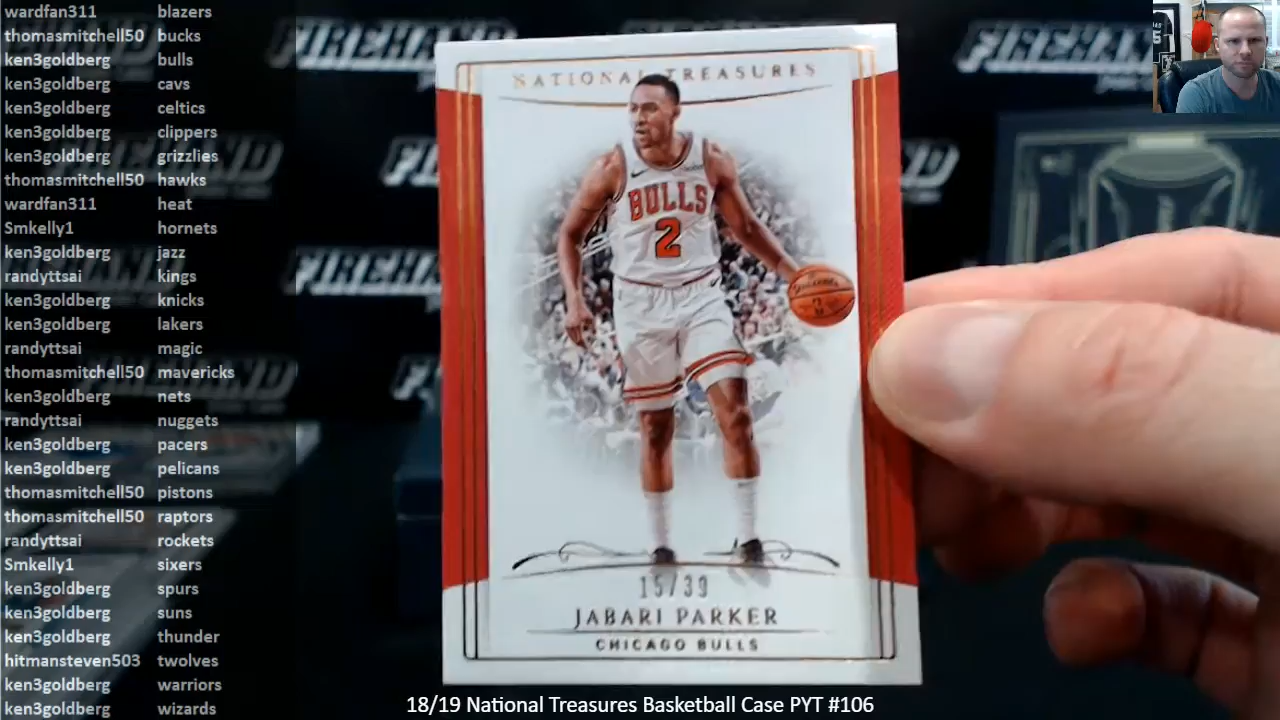 wardfan311 blazers
thomasmitchell50 bucks
ken3goldberg bulls
ken3goldberg cavs
ken3goldberg celtics
ken3goldberg clippers
ken3goldberg grizzlies
thomasmitchell50 hawks
wardfan311 heat
Smkelly1 hornets
ken3goldberg jazz
randyttsai kings
ken3goldberg knicks
ken3goldberg lakers
randyttsai magic
thomasmitchell50 mavericks
ken3goldberg nets
randyttsai nuggets
ken3goldberg pacers
ken3goldberg pelicans
thomasmitchell50 pistons
thomasmitchell50 raptors
randyttsai rockets
Smkelly1 sixers
ken3goldberg spurs
ken3goldberg suns
ken3goldberg thunder
hitmansteven503 twolves
ken3goldberg warriors
ken3goldberg wizards
FIREHAND
FIREHAND
NATIONAL TREASURES
BULLS
2
SPALDING
15/39
JABARI PARKER
CHICAGO BULLS
18/19 National Treasures Basketball Case PYT #106